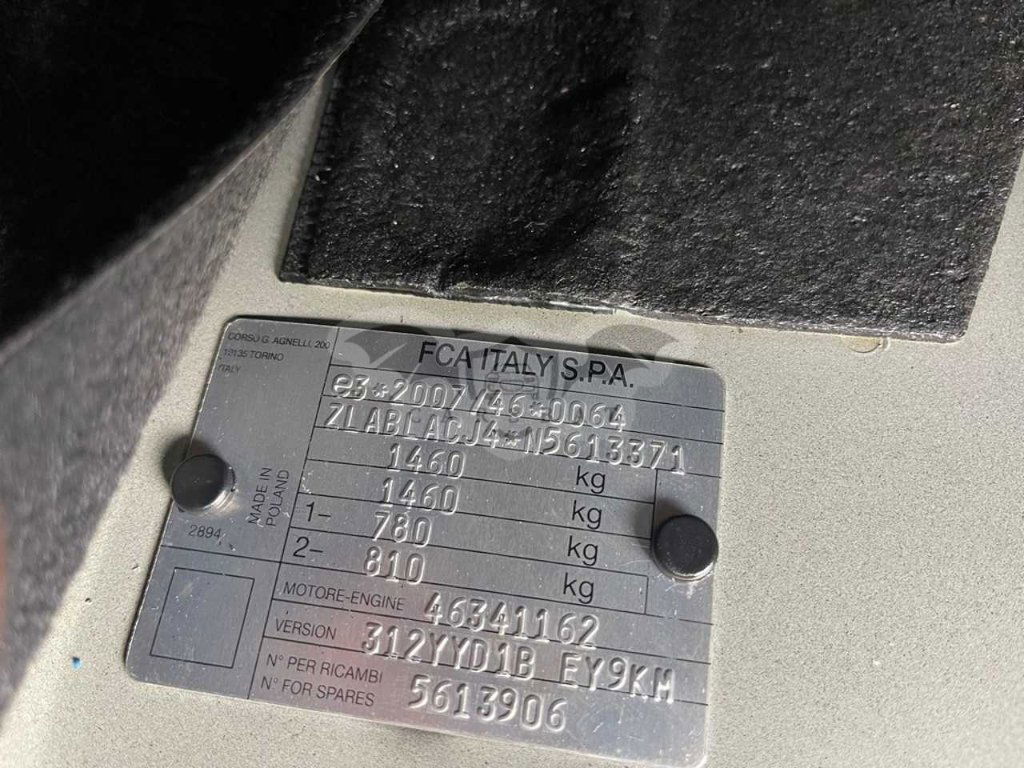 CORSO G. AGNELLI, 200
10135 TORINO
ITALY
FCA ITALY S.P.A.
e3*2007/46*0064
ZLABLACJ4*N5613371
1460 kg
1460 kg
1– 780 kg
2– 810 kg
MADE IN
POLAND
2894
MOTORE-ENGINE 46341162
VERSION 312YYD1B EY9KM
N° PER RICAMBI
N° FOR SPARES 5613906